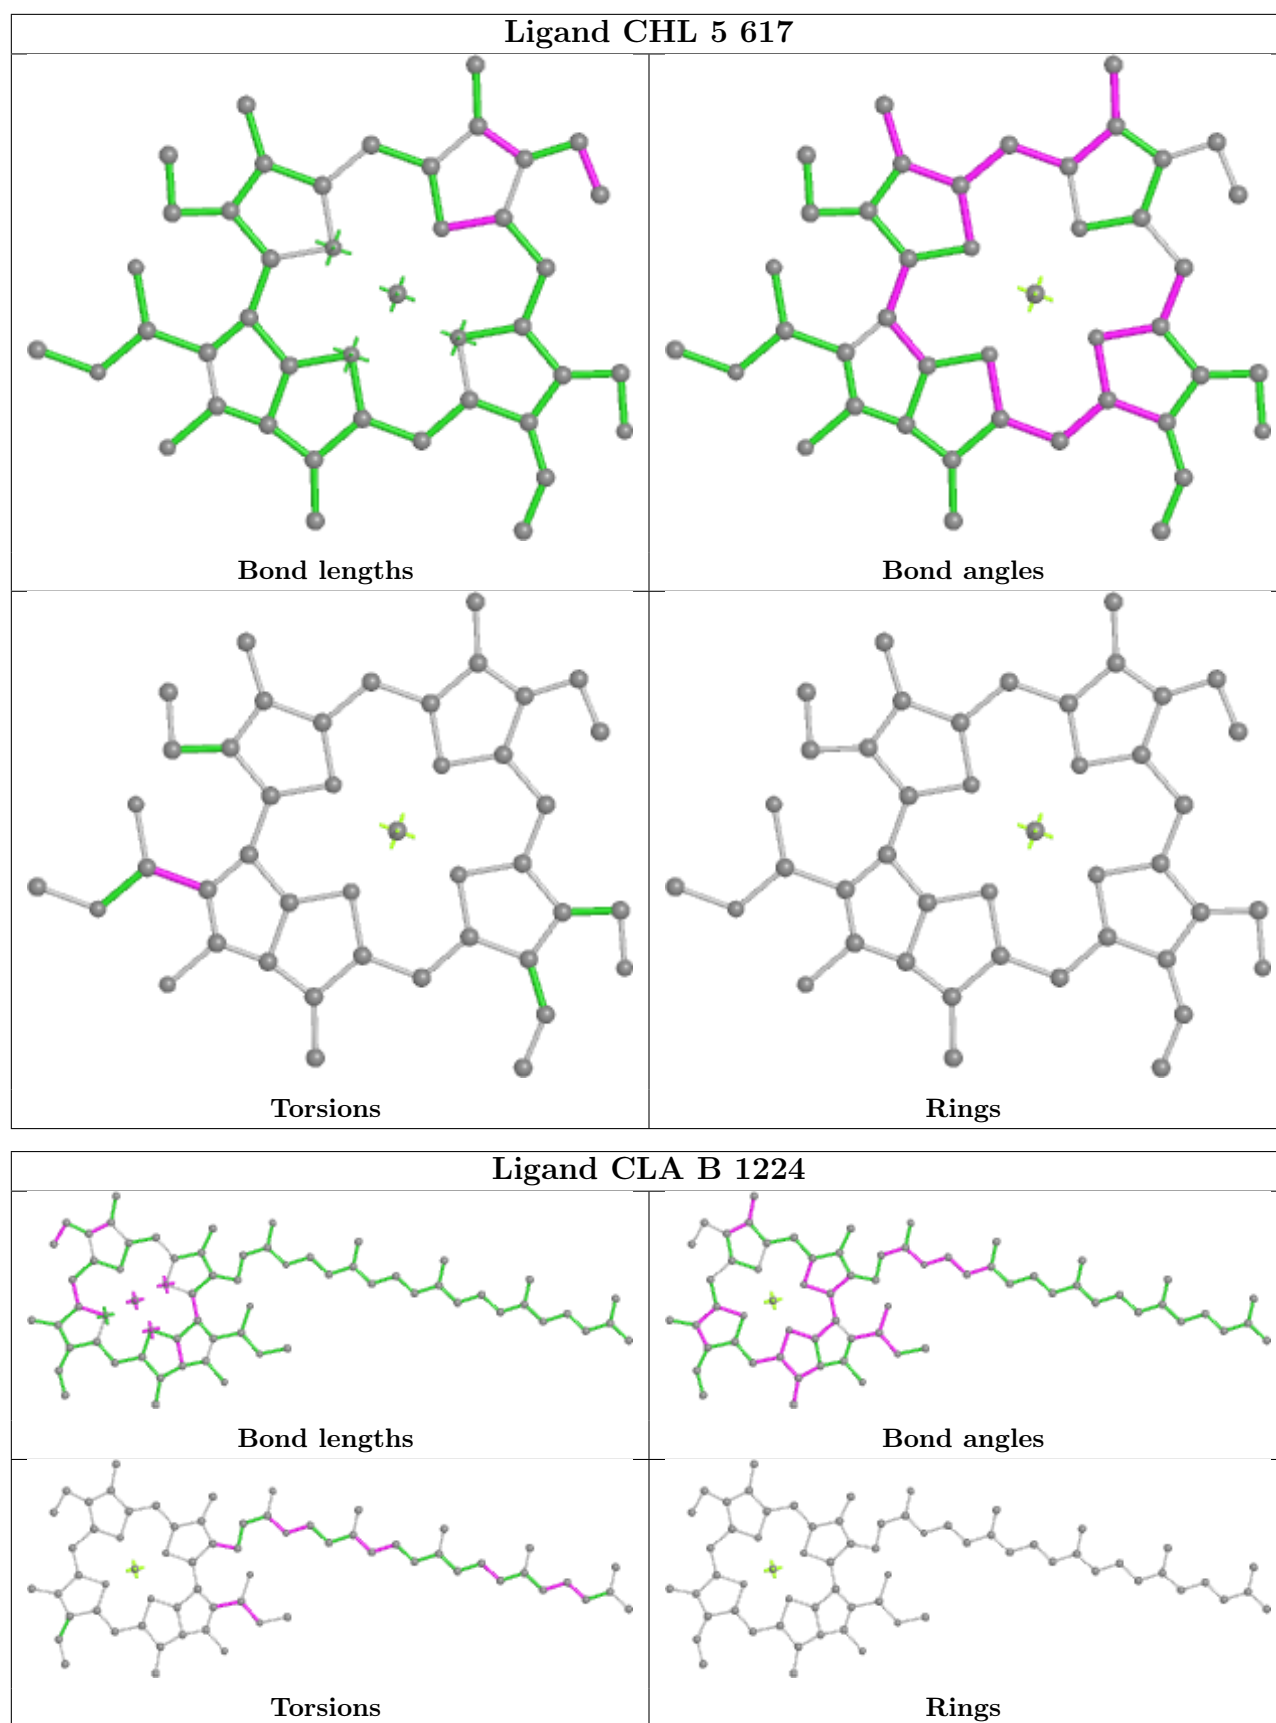 Ligand CHL 5 617
Bond lengths
Bond angles
Torsions
Rings
Ligand CLA B 1224
Bond lengths
Bond angles
Torsions
Rings